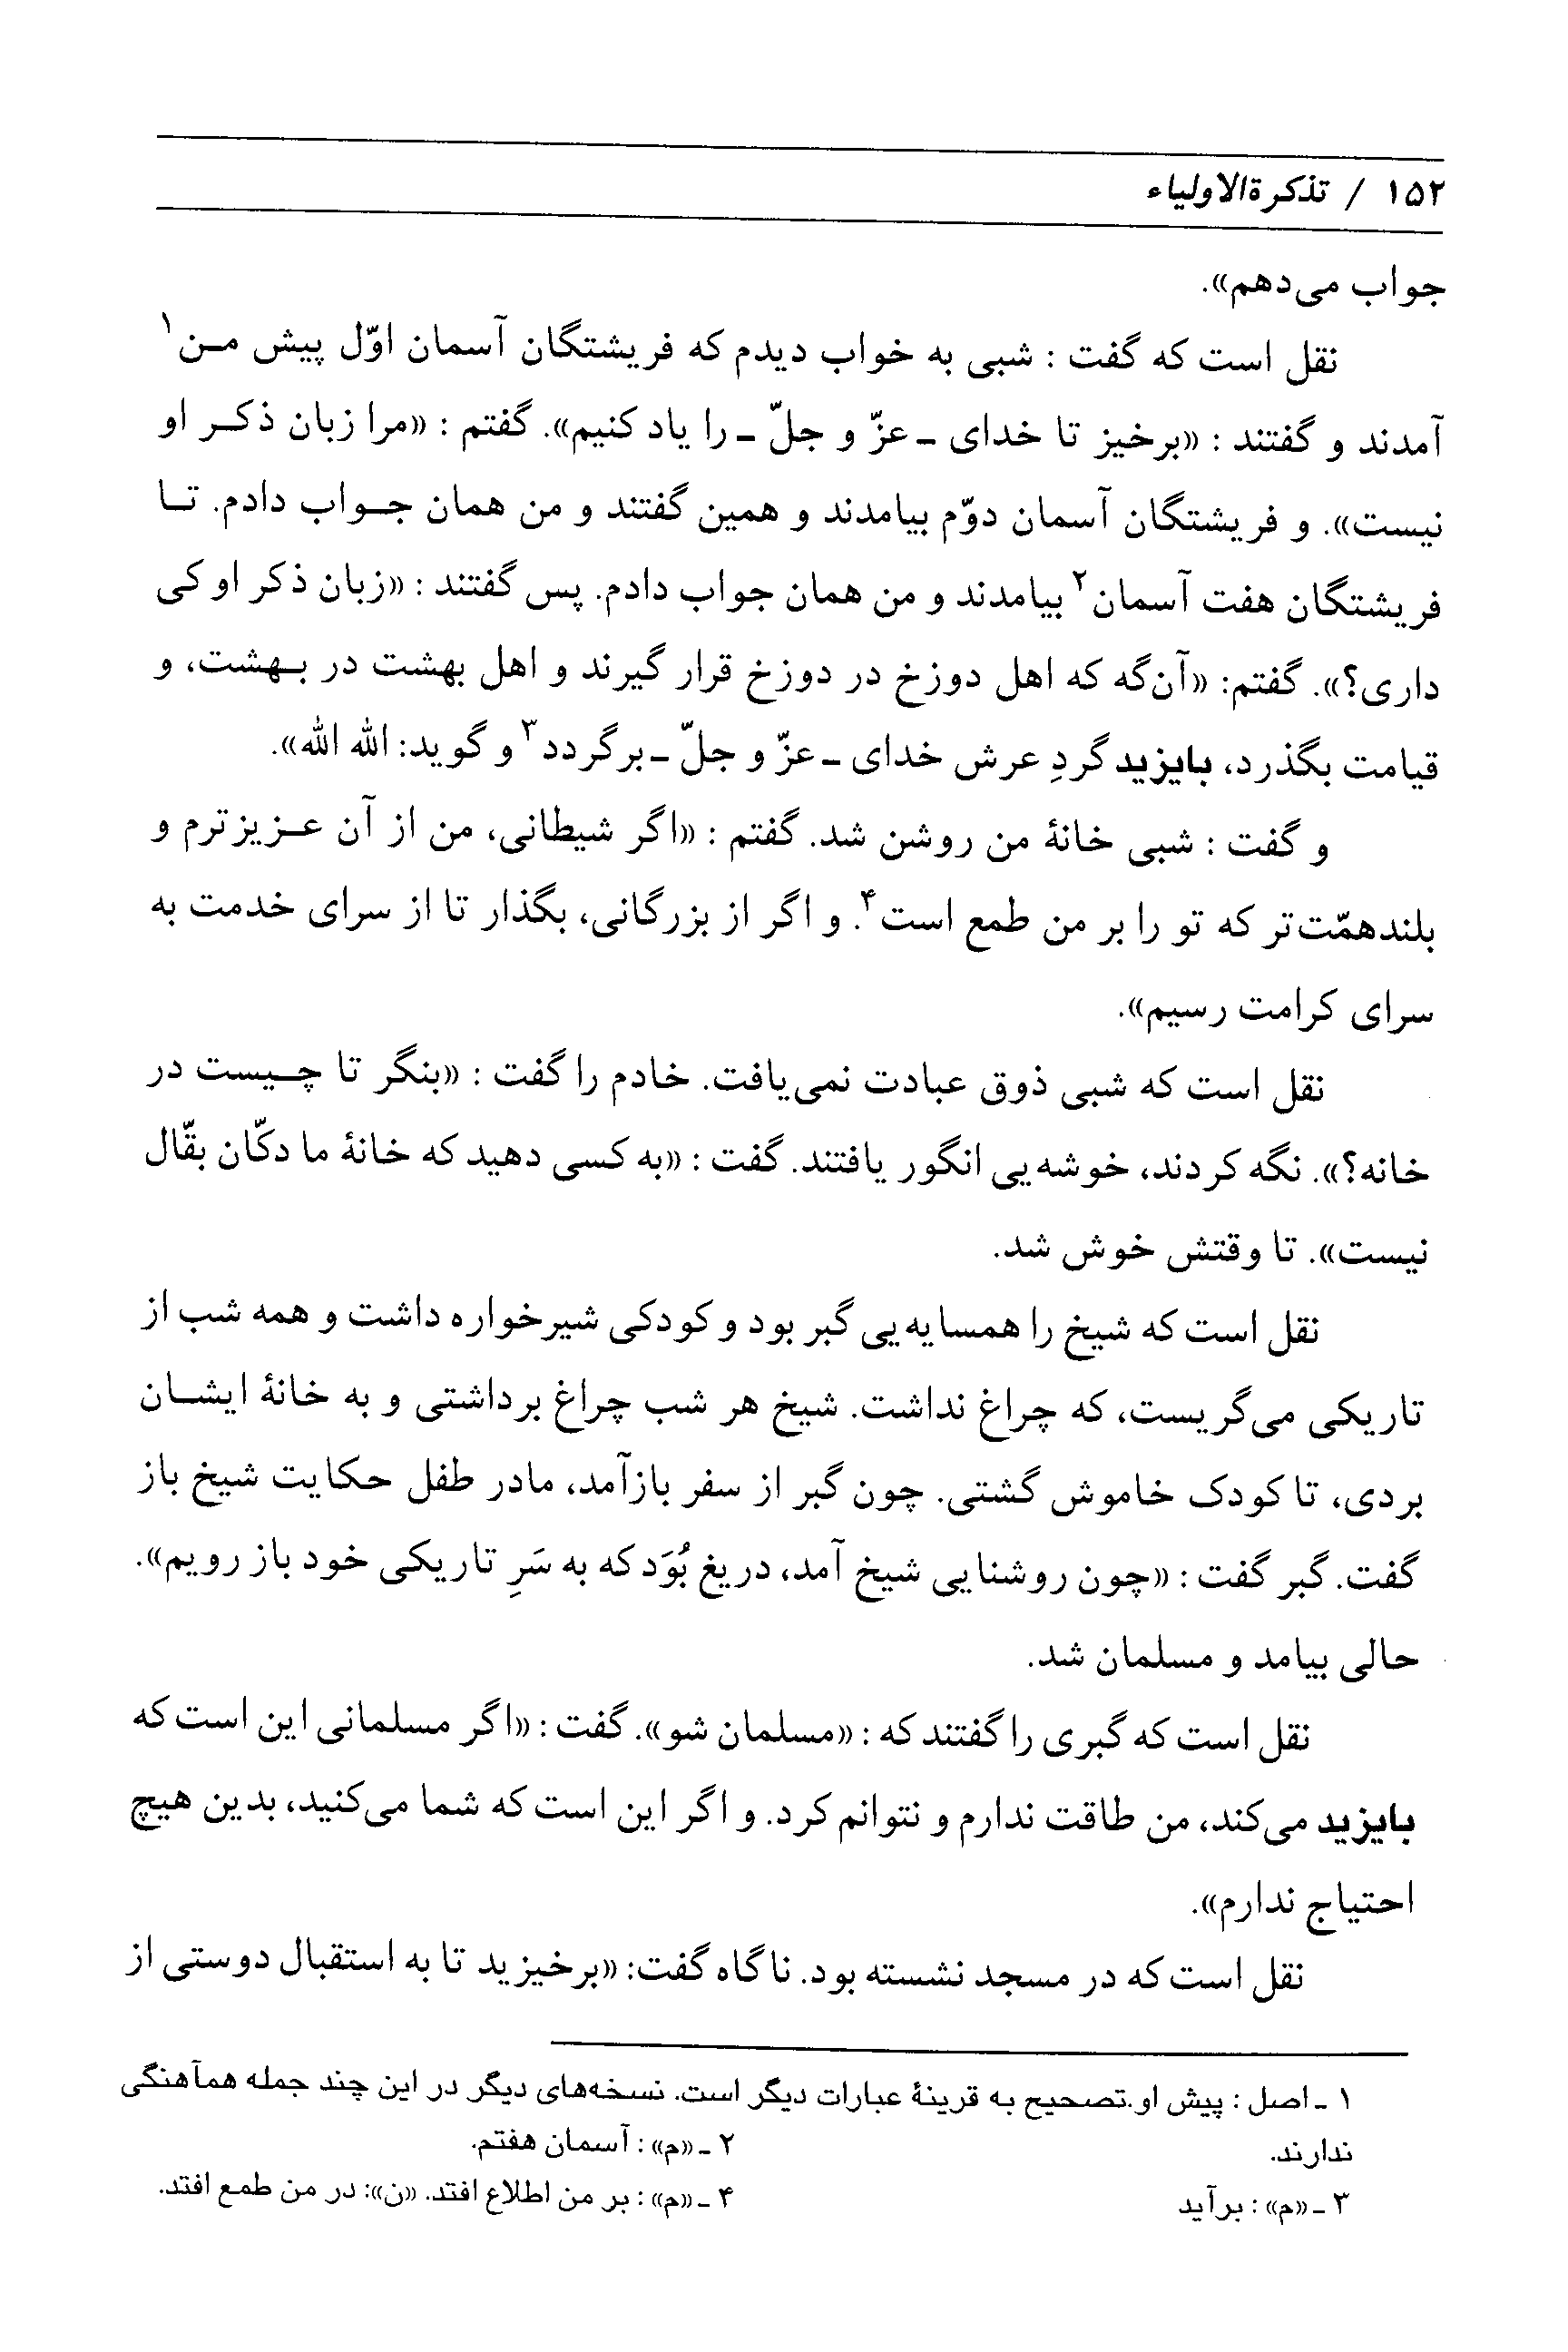 ۱۵۲ / تذکرة‌الاولیاء
جواب می‌دهم».
نقل است که گفت : شبی به خواب دیدم که فریشتگان آسمان اوّل پیش من۱
آمدند و گفتند : «برخیز تا خدای ـ عزّ و جلّ ـ را یاد کنیم». گفتم : «مرا زبان ذکر او
نیست». و فریشتگان آسمان دوّم بیامدند و همین گفتند و من همان جواب دادم. تا
فریشتگان هفت آسمان۲ بیامدند و من همان جواب دادم. پس گفتند : «زبان ذکر او کی
داری؟». گفتم: «آن‌گه که اهل دوزخ در دوزخ قرار گیرند و اهل بهشت در بهشت، و
قیامت بگذرد، بایزید گردِ عرش خدای ـ عزّ و جلّ ـ برگردد۳ و گوید: الله الله».
و گفت : شبی خانهٔ من روشن شد. گفتم : «اگر شیطانی، من از آن عزیزترم و
بلندهمّت‌تر که تو را بر من طمع است۴. و اگر از بزرگانی، بگذار تا از سرای خدمت به
سرای کرامت رسیم».
نقل است که شبی ذوق عبادت نمی‌یافت. خادم را گفت : «بنگر تا چیست در
خانه؟». نگه کردند، خوشه‌یی انگور یافتند. گفت : «به کسی دهید که خانهٔ ما دکّان بقّال
نیست». تا وقتش خوش شد.
نقل است که شیخ را همسایه‌یی گبر بود و کودکی شیرخواره داشت و همه شب از
تاریکی می‌گریست، که چراغ نداشت. شیخ هر شب چراغ برداشتی و به خانهٔ ایشان
بردی، تا کودک خاموش گشتی. چون گبر از سفر بازآمد، مادر طفل حکایت شیخ باز
گفت. گبر گفت : «چون روشنایی شیخ آمد، دریغ بُوَد که به سَرِ تاریکی خود باز رویم».
حالی بیامد و مسلمان شد.
نقل است که گبری را گفتند که : «مسلمان شو». گفت : «اگر مسلمانی این است که
بایزید می‌کند، من طاقت ندارم و نتوانم کرد. و اگر این است که شما می‌کنید، بدین هیچ
احتیاج ندارم».
نقل است که در مسجد نشسته بود. ناگاه گفت: «برخیزید تا به استقبال دوستی از
۱ ـ اصل : پیش او.تصحیح به قرینهٔ عبارات دیگر است. نسخه‌های دیگر در این چند جمله هم‌آهنگی
ندارند.
۲ ـ «م» : آسمان هفتم.
۳ ـ «م» : برآید
۴ ـ «م» : بر من اطلاع افتد. «ن»: در من طمع افتد.